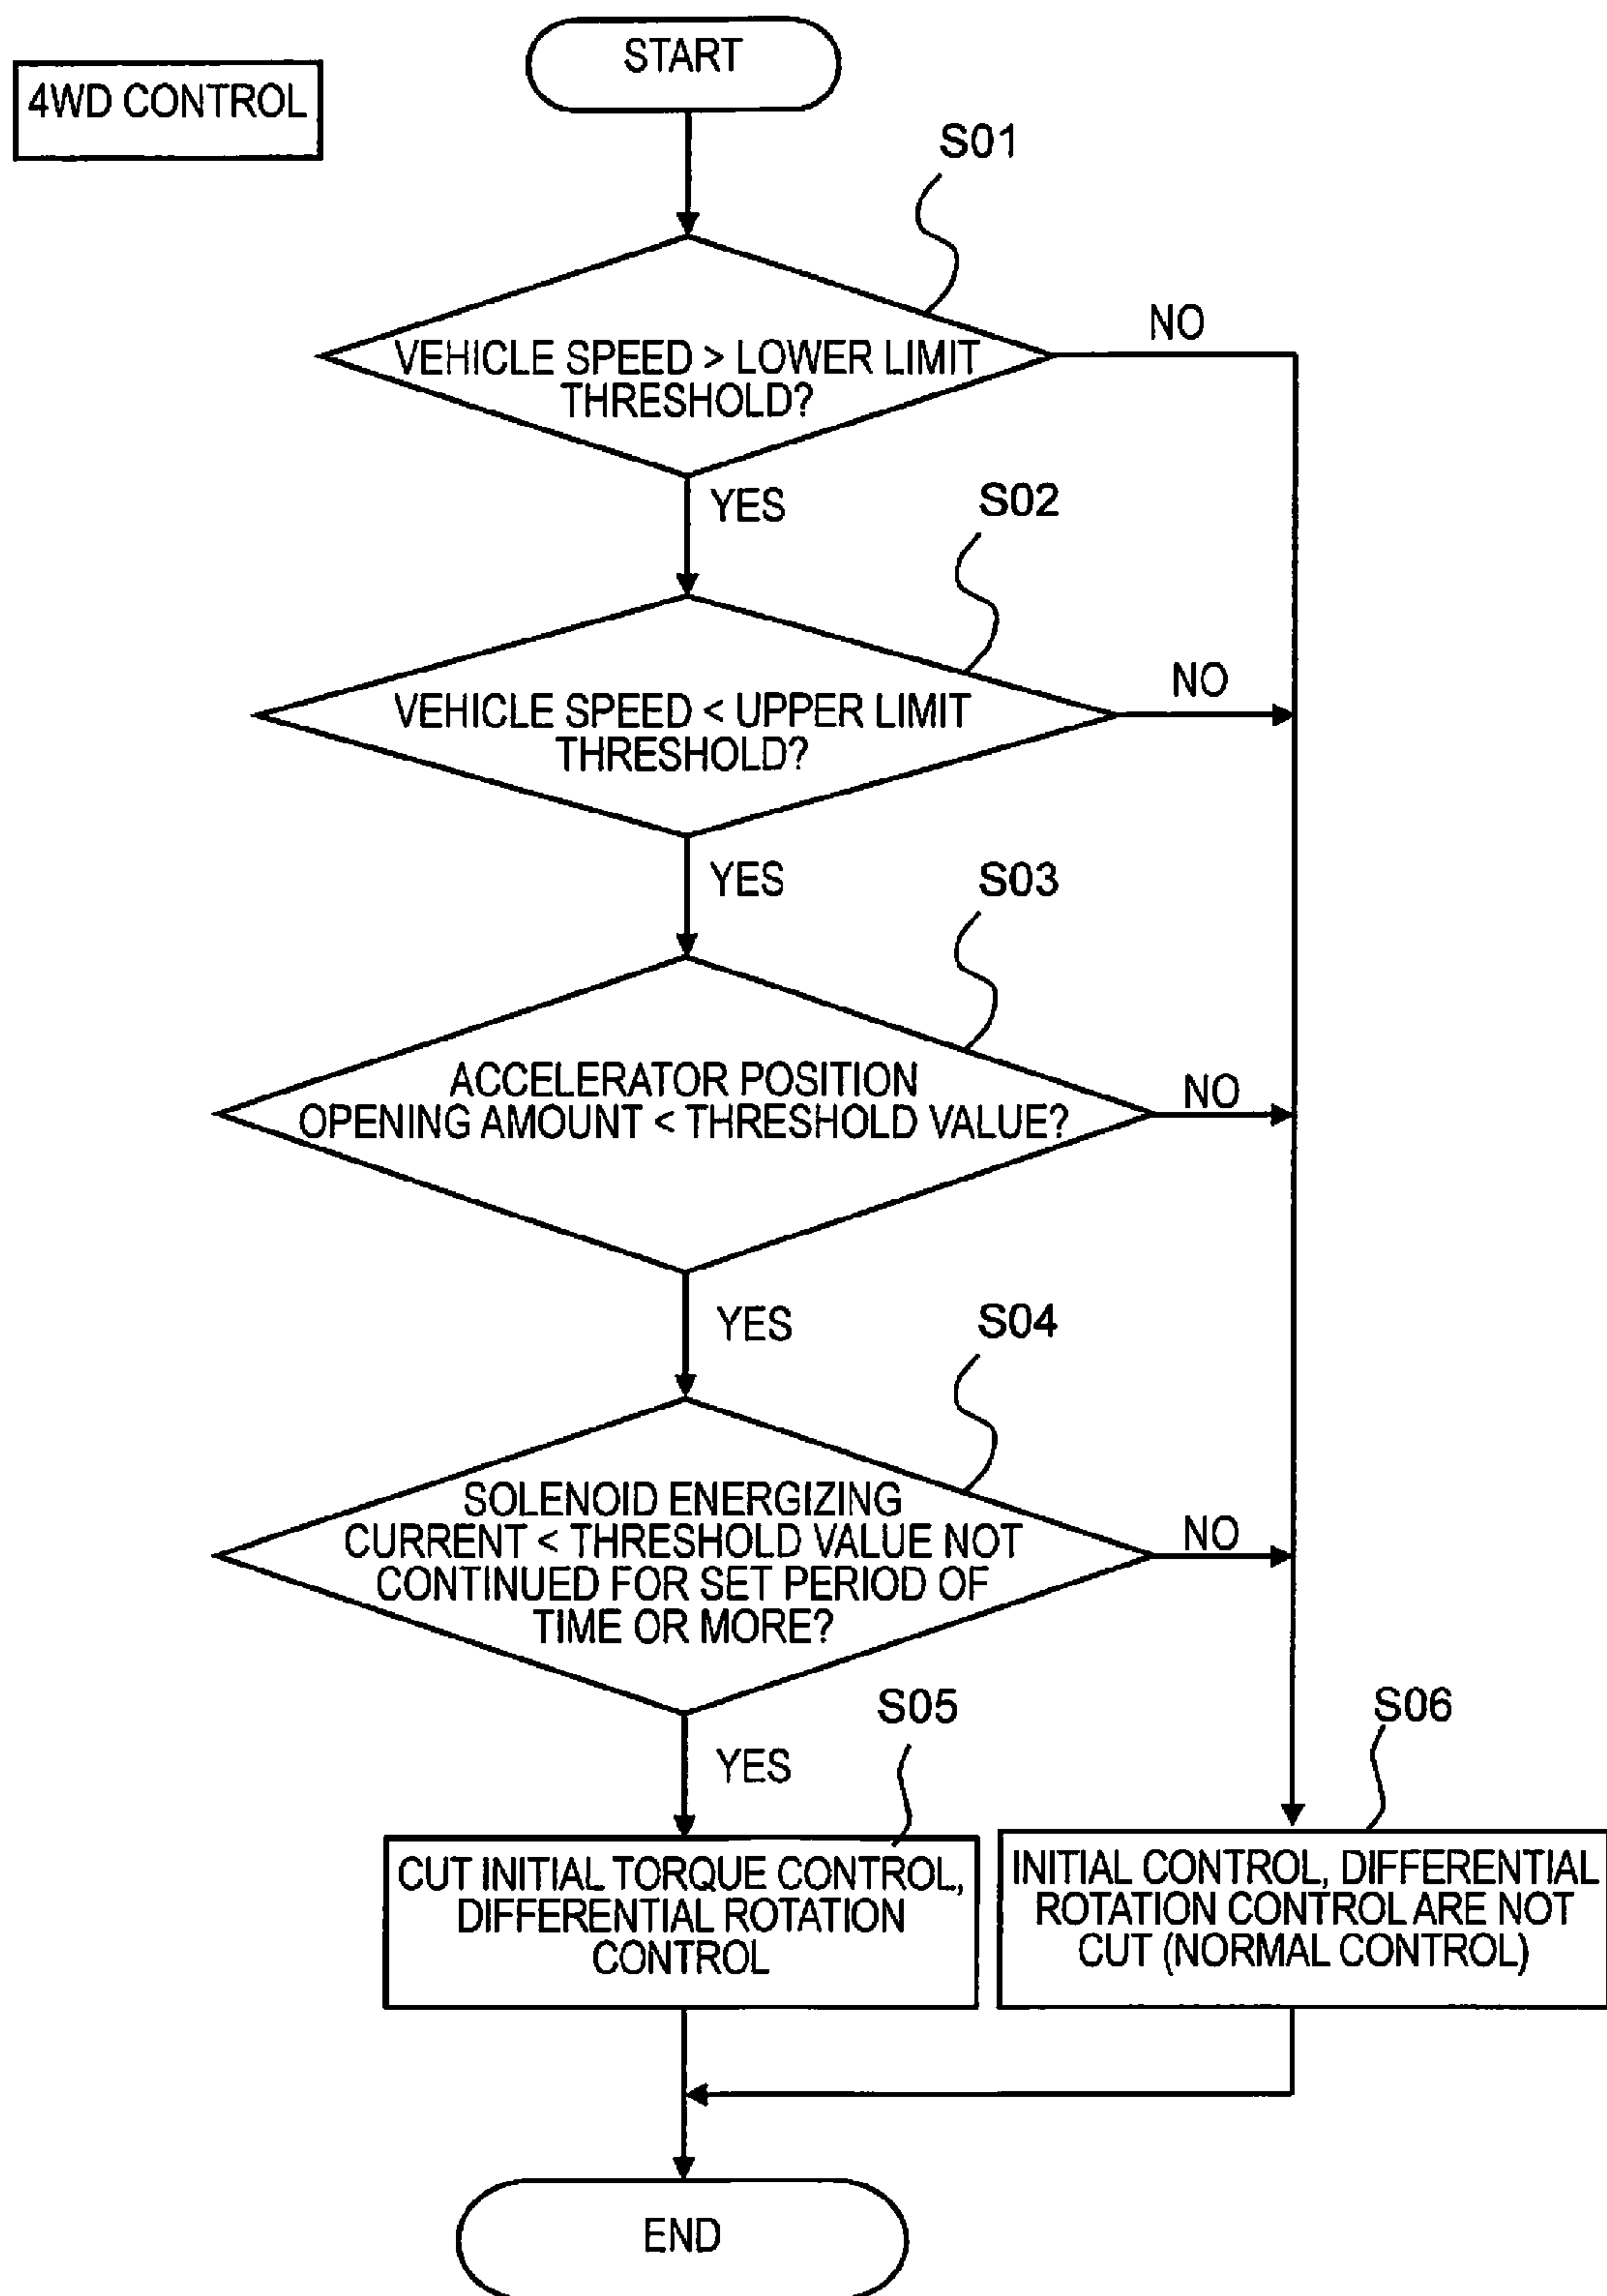 START
4WD CONTROL
S01
VEHICLE SPEED > LOWER LIMIT
THRESHOLD?
NO
YES
S02
VEHICLE SPEED < UPPER LIMIT
THRESHOLD?
NO
YES
S03
ACCELERATOR POSITION
OPENING AMOUNT < THRESHOLD VALUE?
NO
YES
S04
SOLENOID ENERGIZING
CURRENT < THRESHOLD VALUE NOT
CONTINUED FOR SET PERIOD OF
TIME OR MORE?
NO
YES
S05
CUT INITIAL TORQUE CONTROL,
DIFFERENTIAL ROTATION
CONTROL
S06
INITIAL CONTROL, DIFFERENTIAL
ROTATION CONTROL ARE NOT
CUT (NORMAL CONTROL)
END